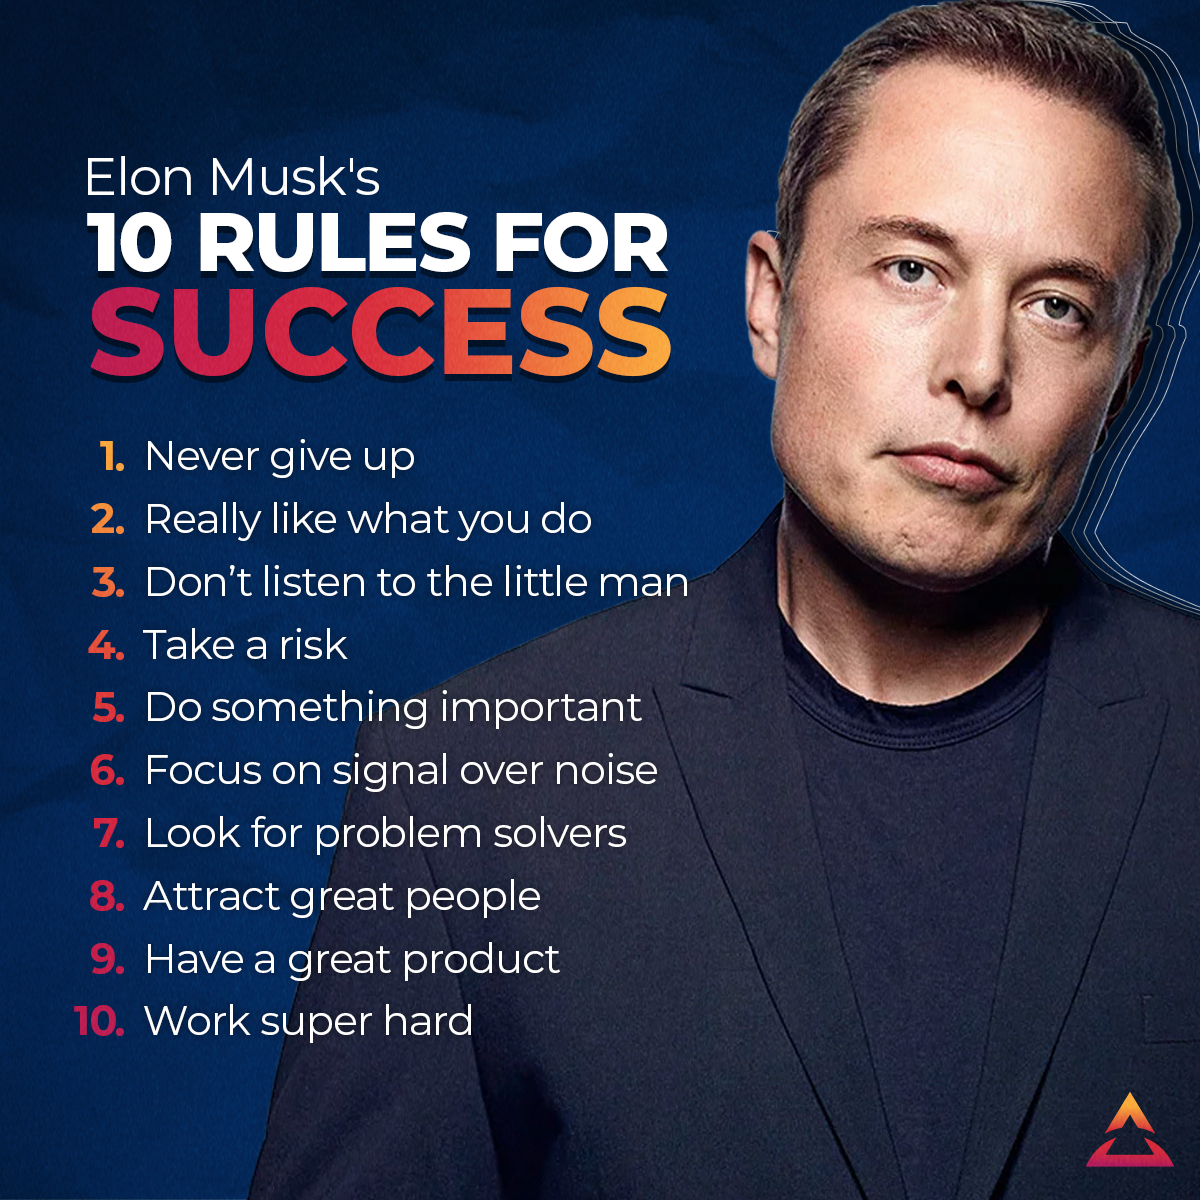 Elon Musk's
10 RULES FOR
SUCCESS
1. Never give up
2. Really like what you do
3. Don’t listen to the little man
4. Take a risk
5. Do something important
6. Focus on signal over noise
7. Look for problem solvers
8. Attract great people
9. Have a great product
10. Work super hard